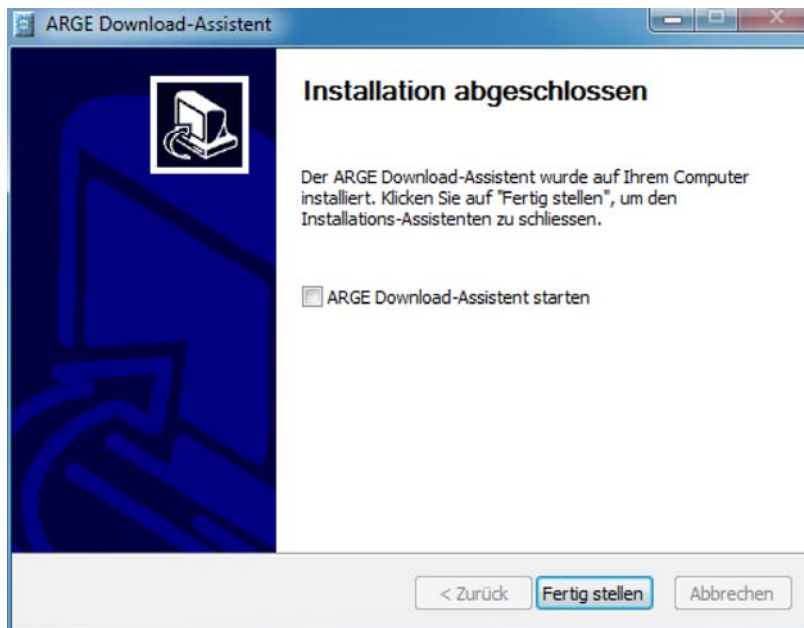 ARGE Download-Assistent
Installation abgeschlossen
Der ARGE Download-Assistent wurde auf Ihrem Computer
installiert. Klicken Sie auf "Fertig stellen", um den
Installations-Assistenten zu schliessen.
ARGE Download-Assistent starten
< Zurück Fertig stellen Abbrechen